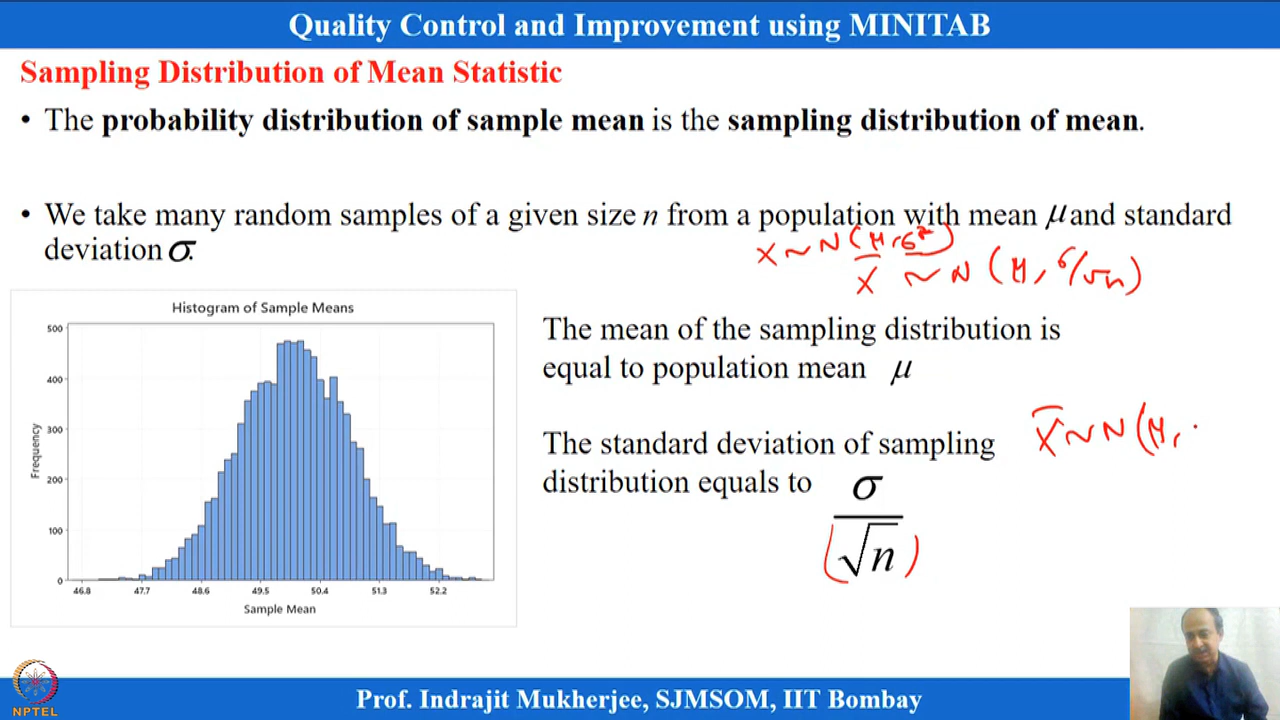 Quality Control and Improvement using MINITAB
Sampling Distribution of Mean Statistic
• The probability distribution of sample mean is the sampling distribution of mean.
• We take many random samples of a given size n from a population with mean μ and standard
deviation σ.
X ~ N (μ, σ²)
X̄ ~ N (μ, σ/√n)
Histogram of Sample Means
500
400
300
200
100
0
Frequency
46.8 47.7 48.6 49.5 50.4 51.3 52.2
Sample Mean
The mean of the sampling distribution is
equal to population mean μ
The standard deviation of sampling
distribution equals to σ/(√n)
X̄ ~ N (μ,
NPTEL
Prof. Indrajit Mukherjee, SJMSOM, IIT Bombay